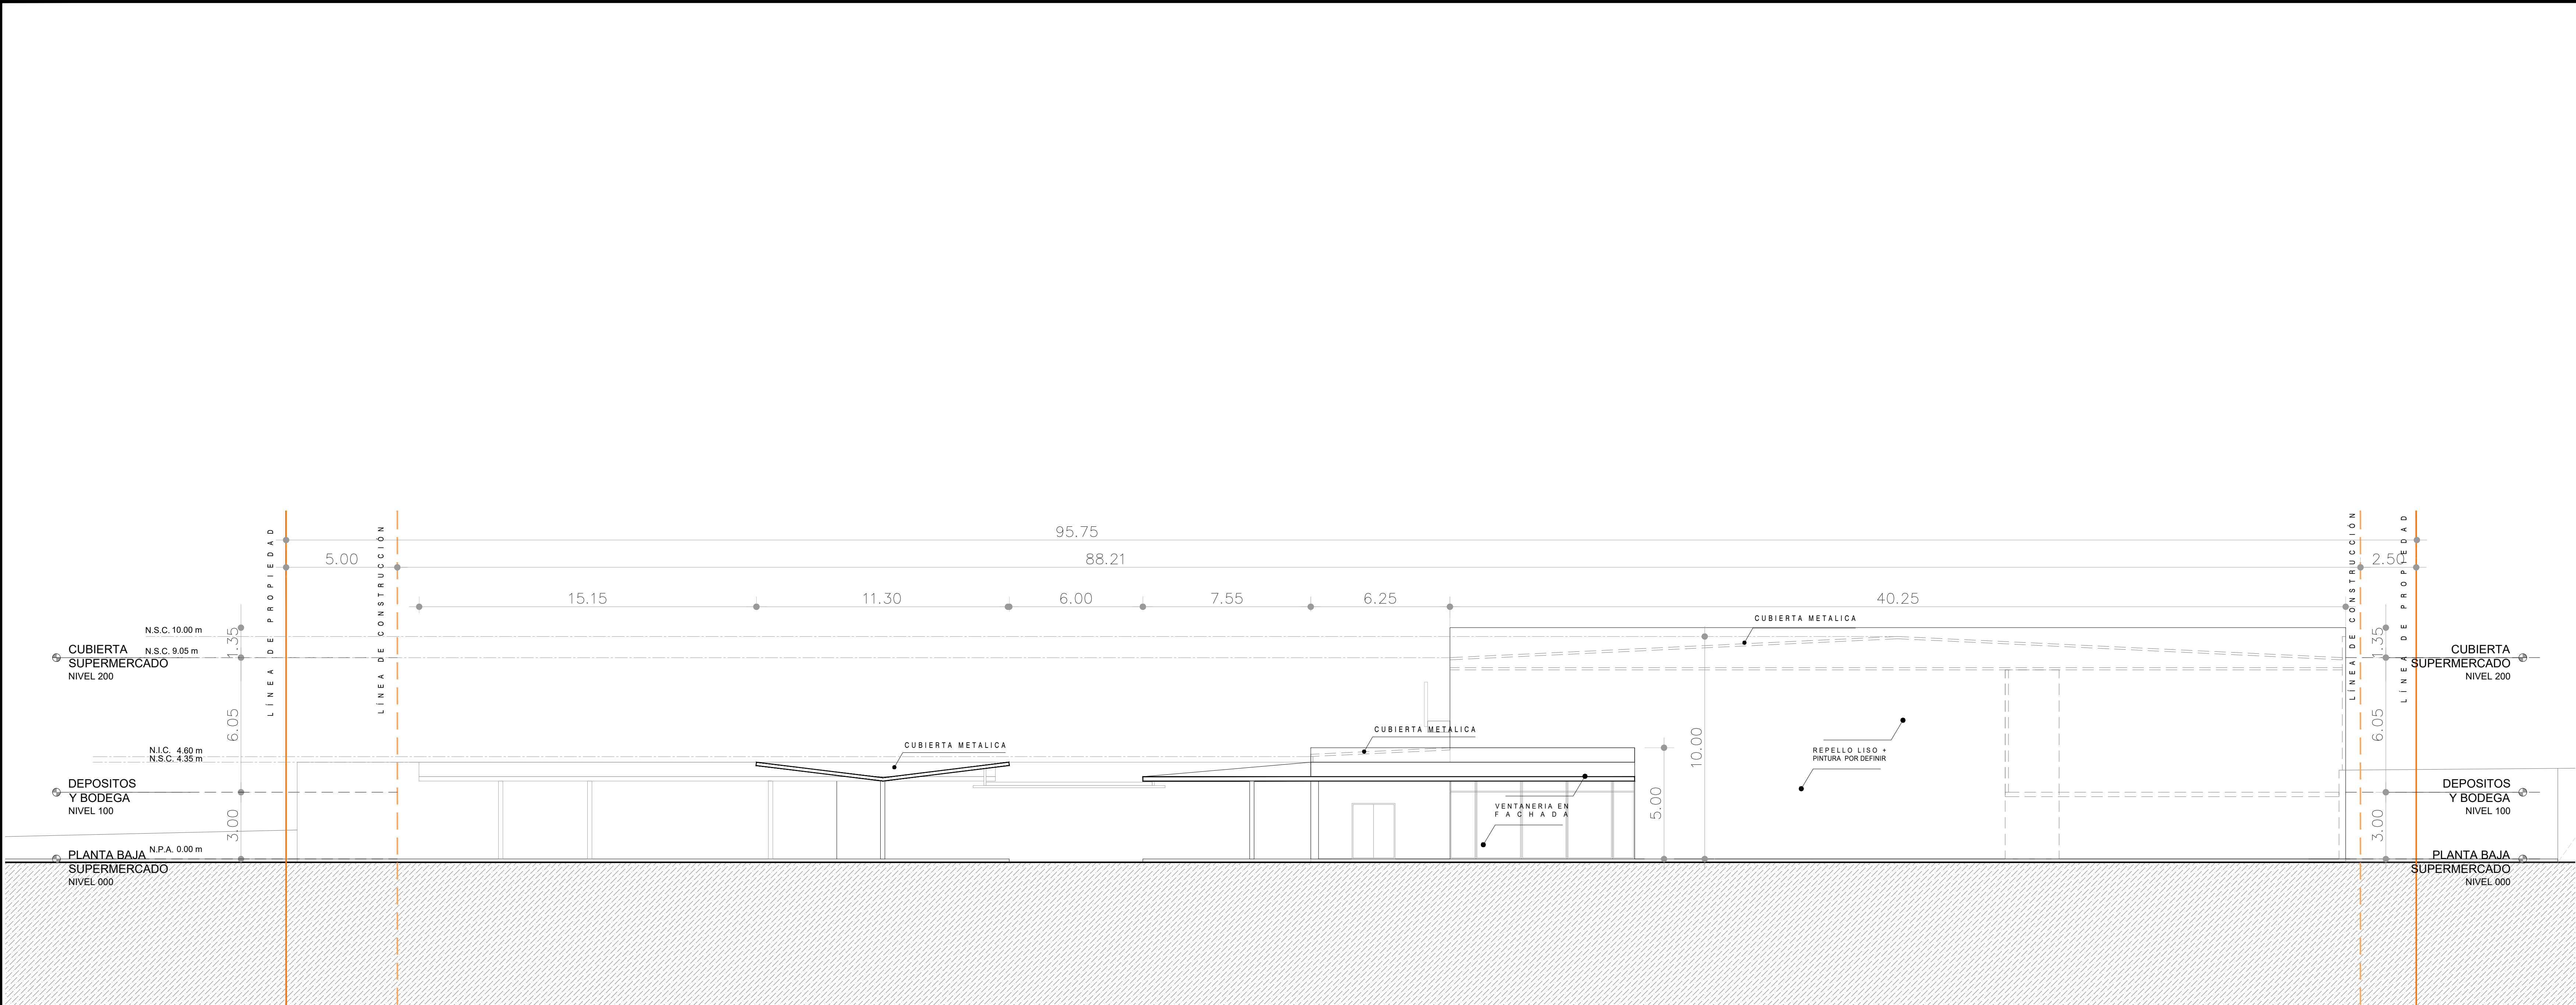 95.75
5.00
88.21
2.50
15.15
11.30
6.00
7.55
6.25
40.25
LÍNEA DE PROPIEDAD
LÍNEA DE CONSTRUCCIÓN
LÍNEA DE CONSTRUCCIÓN
LÍNEA DE PROPIEDAD
N.S.C. 10.00 m
1.35
CUBIERTA
SUPERMERCADO
NIVEL 200
N.S.C. 9.05 m
6.05
N.I.C. 4.60 m
N.S.C. 4.35 m
DEPOSITOS
Y BODEGA
NIVEL 100
3.00
N.P.A. 0.00 m
PLANTA BAJA
SUPERMERCADO
NIVEL 000
CUBIERTA METALICA
CUBIERTA METALICA
CUBIERTA METALICA
VENTANERIA EN
FACHADA
5.00
10.00
REPELLO LISO +
PINTURA POR DEFINIR
1.35
CUBIERTA
SUPERMERCADO
NIVEL 200
6.05
DEPOSITOS
Y BODEGA
NIVEL 100
3.00
PLANTA BAJA
SUPERMERCADO
NIVEL 000